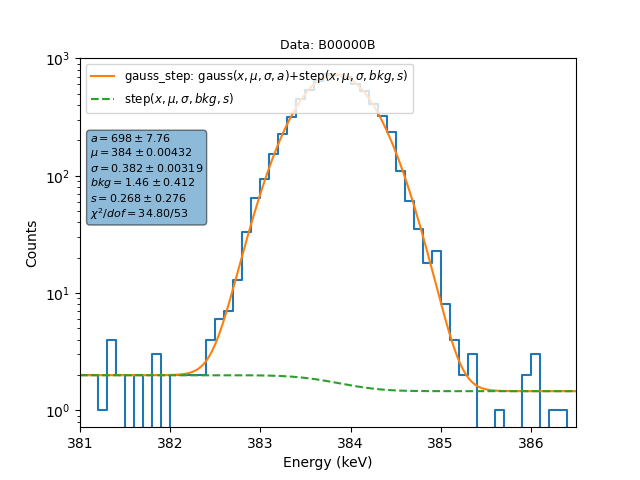 Data: B00000B
10³
gauss_step: gauss(x, μ, σ, a)+step(x, μ, σ, bkg, s)
step(x, μ, σ, bkg, s)
a = 698 ± 7.76
μ = 384 ± 0.00432
σ = 0.382 ± 0.00319
bkg = 1.46 ± 0.412
s = 0.268 ± 0.276
χ²/dof = 34.80/53
10²
Counts
10¹
10⁰
381 382 383 384 385 386
Energy (keV)